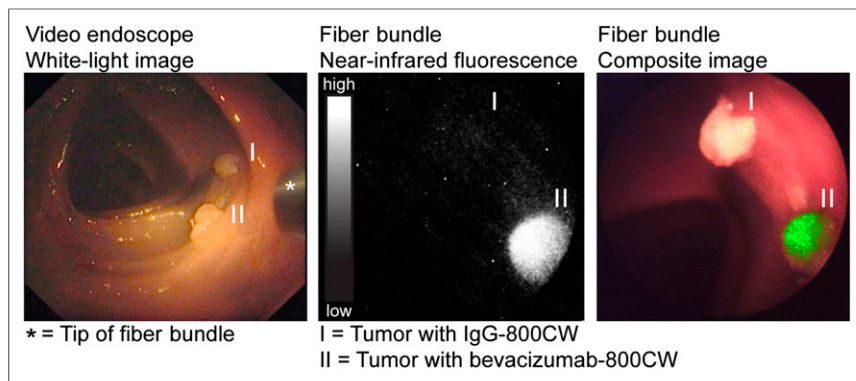 Video endoscope
White-light image
Fiber bundle
Near-infrared fluorescence
Fiber bundle
Composite image
I
*
II
high
low
I
II
I
II
* = Tip of fiber bundle
I = Tumor with IgG-800CW
II = Tumor with bevacizumab-800CW